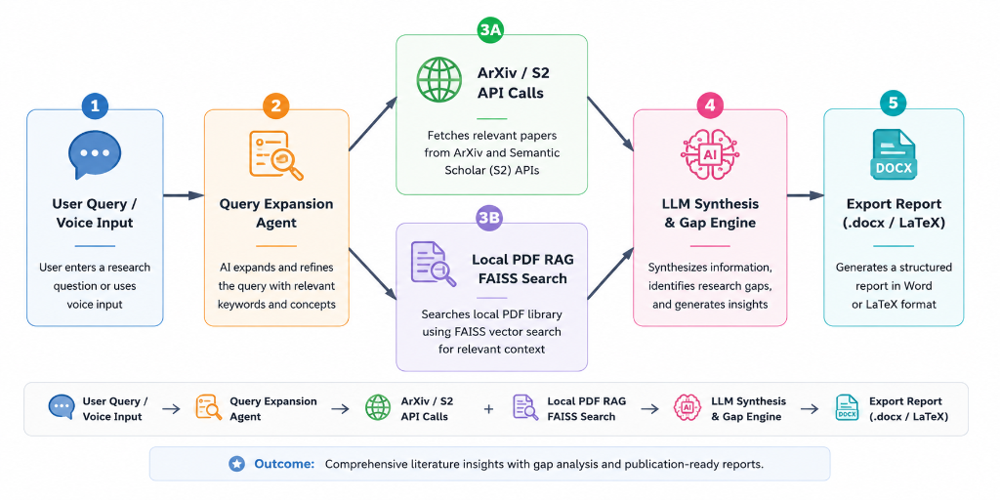 1
User Query /
Voice Input
User enters a research
question or uses
voice input
2
Query Expansion
Agent
AI expands and refines
the query with relevant
keywords and concepts
3A
ArXiv / S2
API Calls
Fetches relevant papers
from ArXiv and Semantic
Scholar (S2) APIs
3B
Local PDF RAG
FAISS Search
Searches local PDF library
using FAISS vector search
for relevant context
4
AI
LLM Synthesis
& Gap Engine
Synthesizes information,
identifies research gaps,
and generates insights
5
DOCX
Export Report
(.docx / LaTeX)
Generates a structured
report in Word
or LaTeX format
User Query /
Voice Input
Query Expansion
Agent
ArXiv / S2
API Calls
+
Local PDF RAG
FAISS Search
AI
LLM Synthesis
& Gap Engine
DOCX
Export Report
(.docx / LaTeX)
Outcome: Comprehensive literature insights with gap analysis and publication-ready reports.